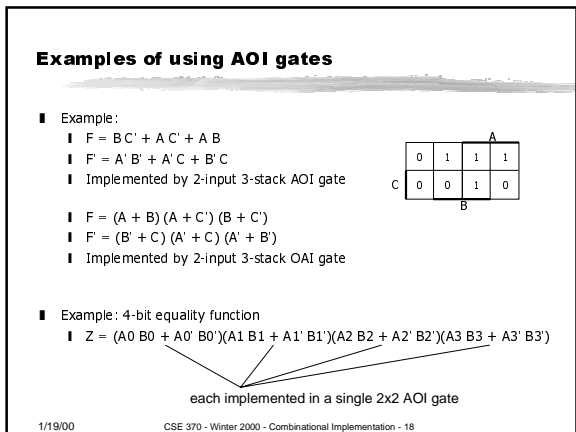 Examples of using AOI gates
Example:
F = B C' + A C' + A B
F' = A' B' + A' C + B' C
Implemented by 2-input 3-stack AOI gate
A
0 1 1 1
C 0 0 1 0
B
F = (A + B) (A + C') (B + C')
F' = (B' + C) (A' + C) (A' + B')
Implemented by 2-input 3-stack OAI gate
Example: 4-bit equality function
Z = (A0 B0 + A0' B0')(A1 B1 + A1' B1')(A2 B2 + A2' B2')(A3 B3 + A3' B3')
each implemented in a single 2x2 AOI gate
1/19/00 CSE 370 - Winter 2000 - Combinational Implementation - 18